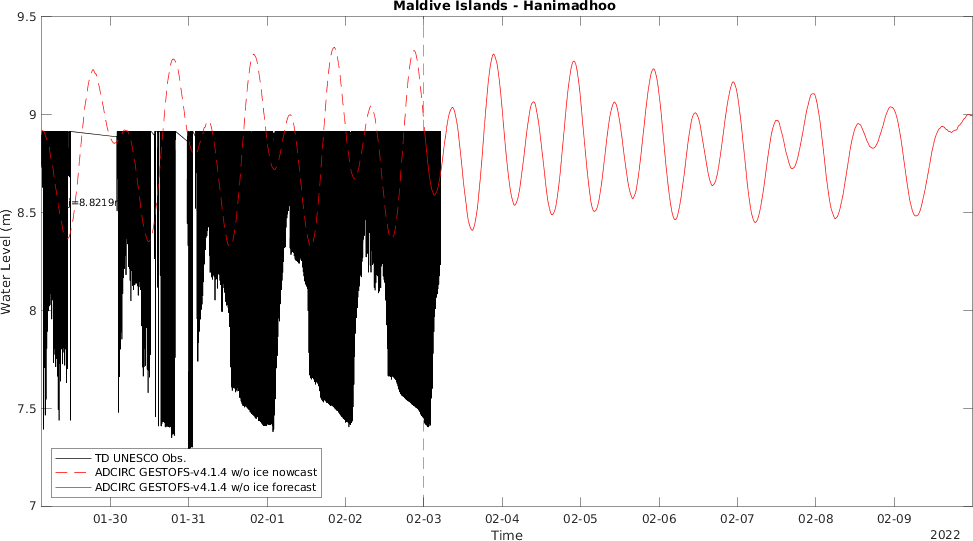 Maldive Islands - Hanimadhoo
9.5
9
8.5
8
7.5
7
Water Level (m)
=8.8219
TD UNESCO Obs.
ADCIRC GESTOFS-v4.1.4 w/o ice nowcast
ADCIRC GESTOFS-v4.1.4 w/o ice forecast
01-30 01-31 02-01 02-02 02-03 02-04 02-05 02-06 02-07 02-08 02-09
Time
2022